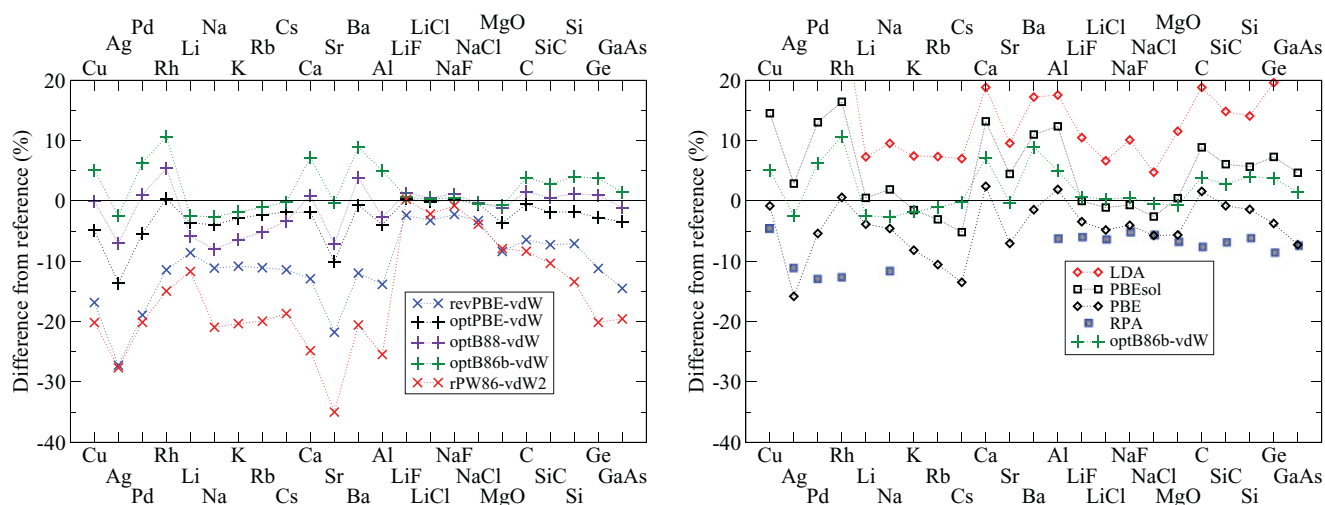 Pd Na Cs Ba LiCl MgO Si
Ag Li Rb Sr LiF NaCl SiC GaAs
Cu Rh K Ca Al NaF C Ge
20
10
0
-10
-20
-30
-40
Difference from reference (%)
revPBE-vdW
optPBE-vdW
optB88-vdW
optB86b-vdW
rPW86-vdW2
Cu Rh K Ca Al NaF C Ge
Ag Li Rb Sr LiF NaCl SiC GaAs
Pd Na Cs Ba LiCl MgO Si
Pd Na Cs Ba LiCl MgO Si
Ag Li Rb Sr LiF NaCl SiC GaAs
Cu Rh K Ca Al NaF C Ge
20
10
0
-10
-20
-30
-40
Difference from reference (%)
LDA
PBEsol
PBE
RPA
optB86b-vdW
Cu Rh K Ca Al NaF C Ge
Ag Li Rb Sr LiF NaCl SiC GaAs
Pd Na Cs Ba LiCl MgO Si